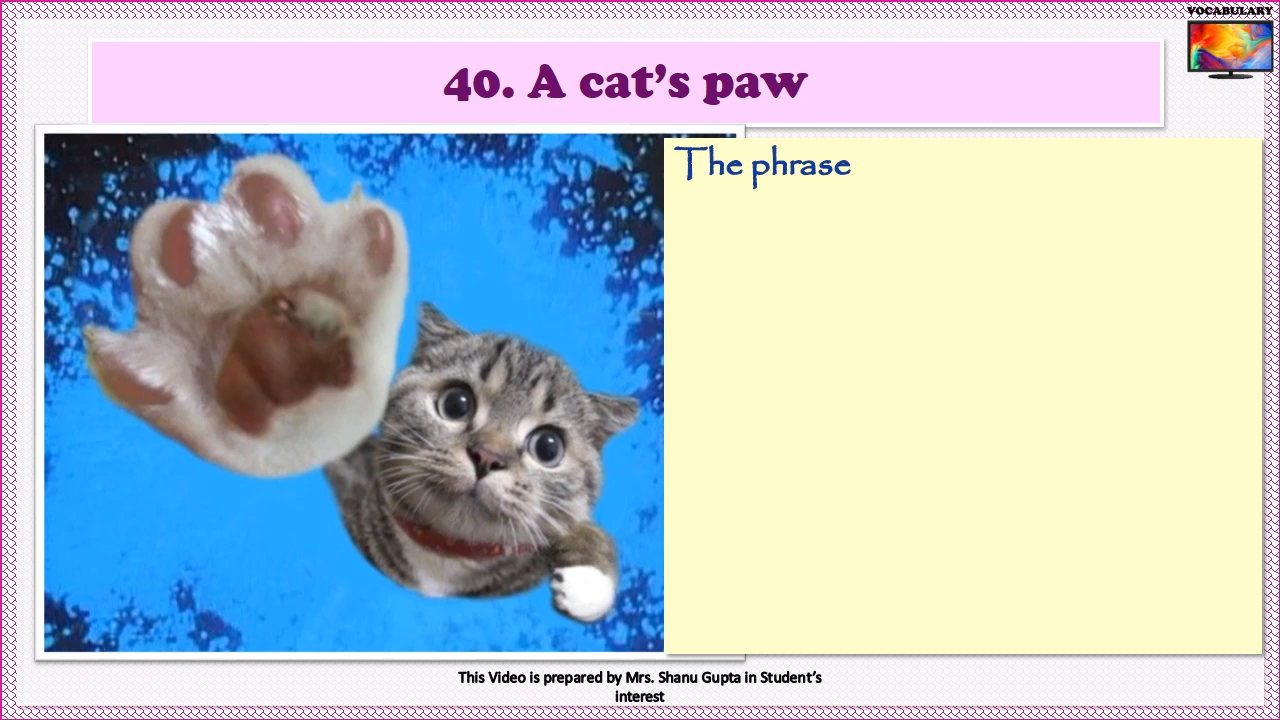 VOCABULARY
40. A cat’s paw
The phrase
This Video is prepared by Mrs. Shanu Gupta in Student’s
interest